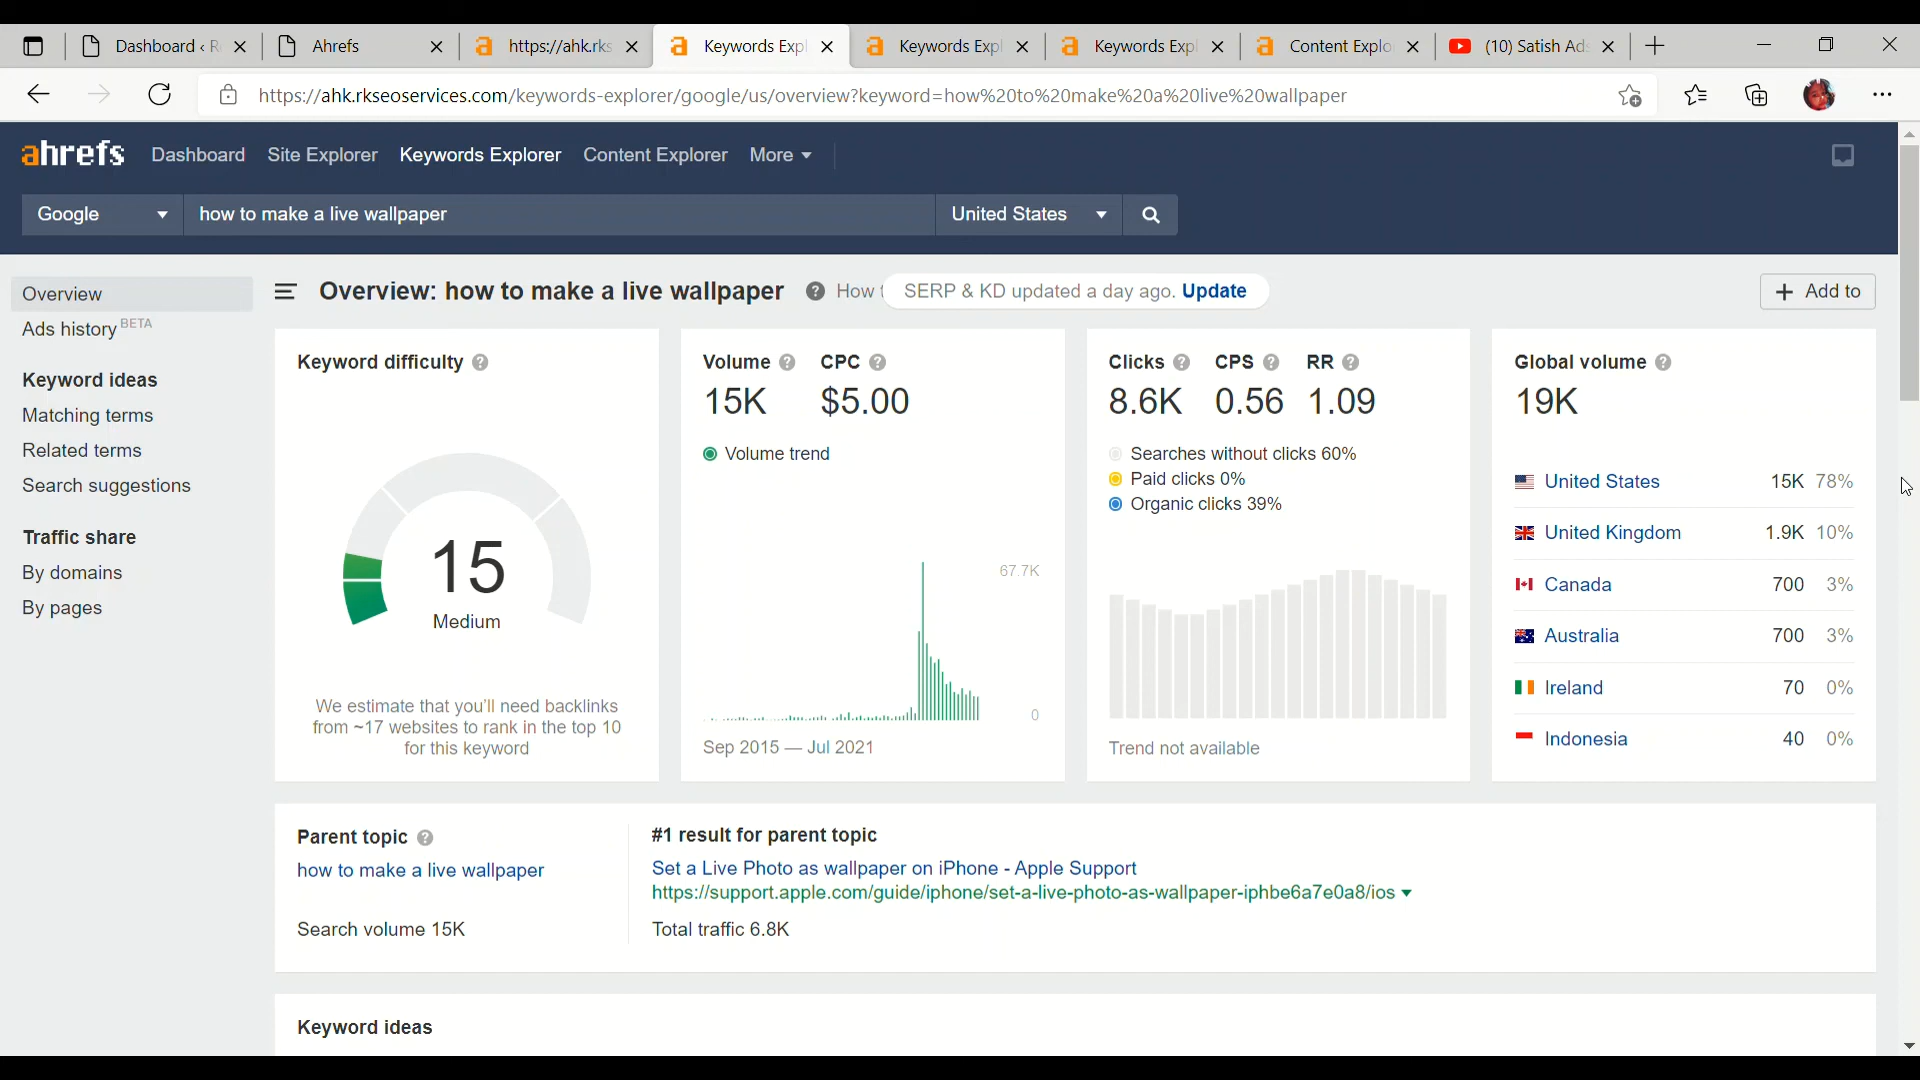 Dashboard ‹ R
Ahrefs
https://ahk.rks
Keywords Expl
Keywords Expl
Keywords Expl
Content Explo
(10) Satish Ads
https://ahk.rkseoservices.com/keywords-explorer/google/us/overview?keyword=how%20to%20make%20a%20live%20wallpaper
ahrefs Dashboard Site Explorer Keywords Explorer Content Explorer More
Google how to make a live wallpaper United States
Overview
Ads history BETA
Keyword ideas
Matching terms
Related terms
Search suggestions
Traffic share
By domains
By pages
Overview: how to make a live wallpaper ? How t SERP & KD updated a day ago. Update + Add to
Keyword difficulty ?
15
Medium
We estimate that you'll need backlinks
from ~17 websites to rank in the top 10
for this keyword
Volume ? CPC ?
15K $5.00
Volume trend
67.7K
0
Sep 2015 — Jul 2021
Clicks ? CPS ? RR ?
8.6K 0.56 1.09
Searches without clicks 60%
Paid clicks 0%
Organic clicks 39%
Trend not available
Global volume ?
19K
United States 15K 78%
United Kingdom 1.9K 10%
Canada 700 3%
Australia 700 3%
Ireland 70 0%
Indonesia 40 0%
Parent topic ?
how to make a live wallpaper
Search volume 15K
#1 result for parent topic
Set a Live Photo as wallpaper on iPhone - Apple Support
https://support.apple.com/guide/iphone/set-a-live-photo-as-wallpaper-iphbe6a7e0a8/ios
Total traffic 6.8K
Keyword ideas